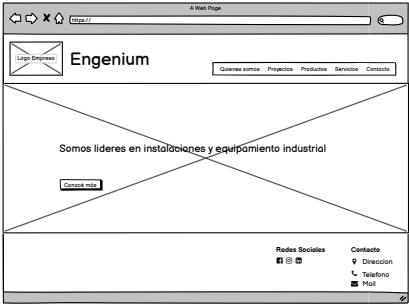 A Web Page
https://
Logo Empresa
Engenium
Quienes somos Proyectos Productos Servicios Contacto
Somos lideres en instalaciones y equipamiento industrial
Conocé más
Redes Sociales
Contacto
Direccion
Telefono
Mail